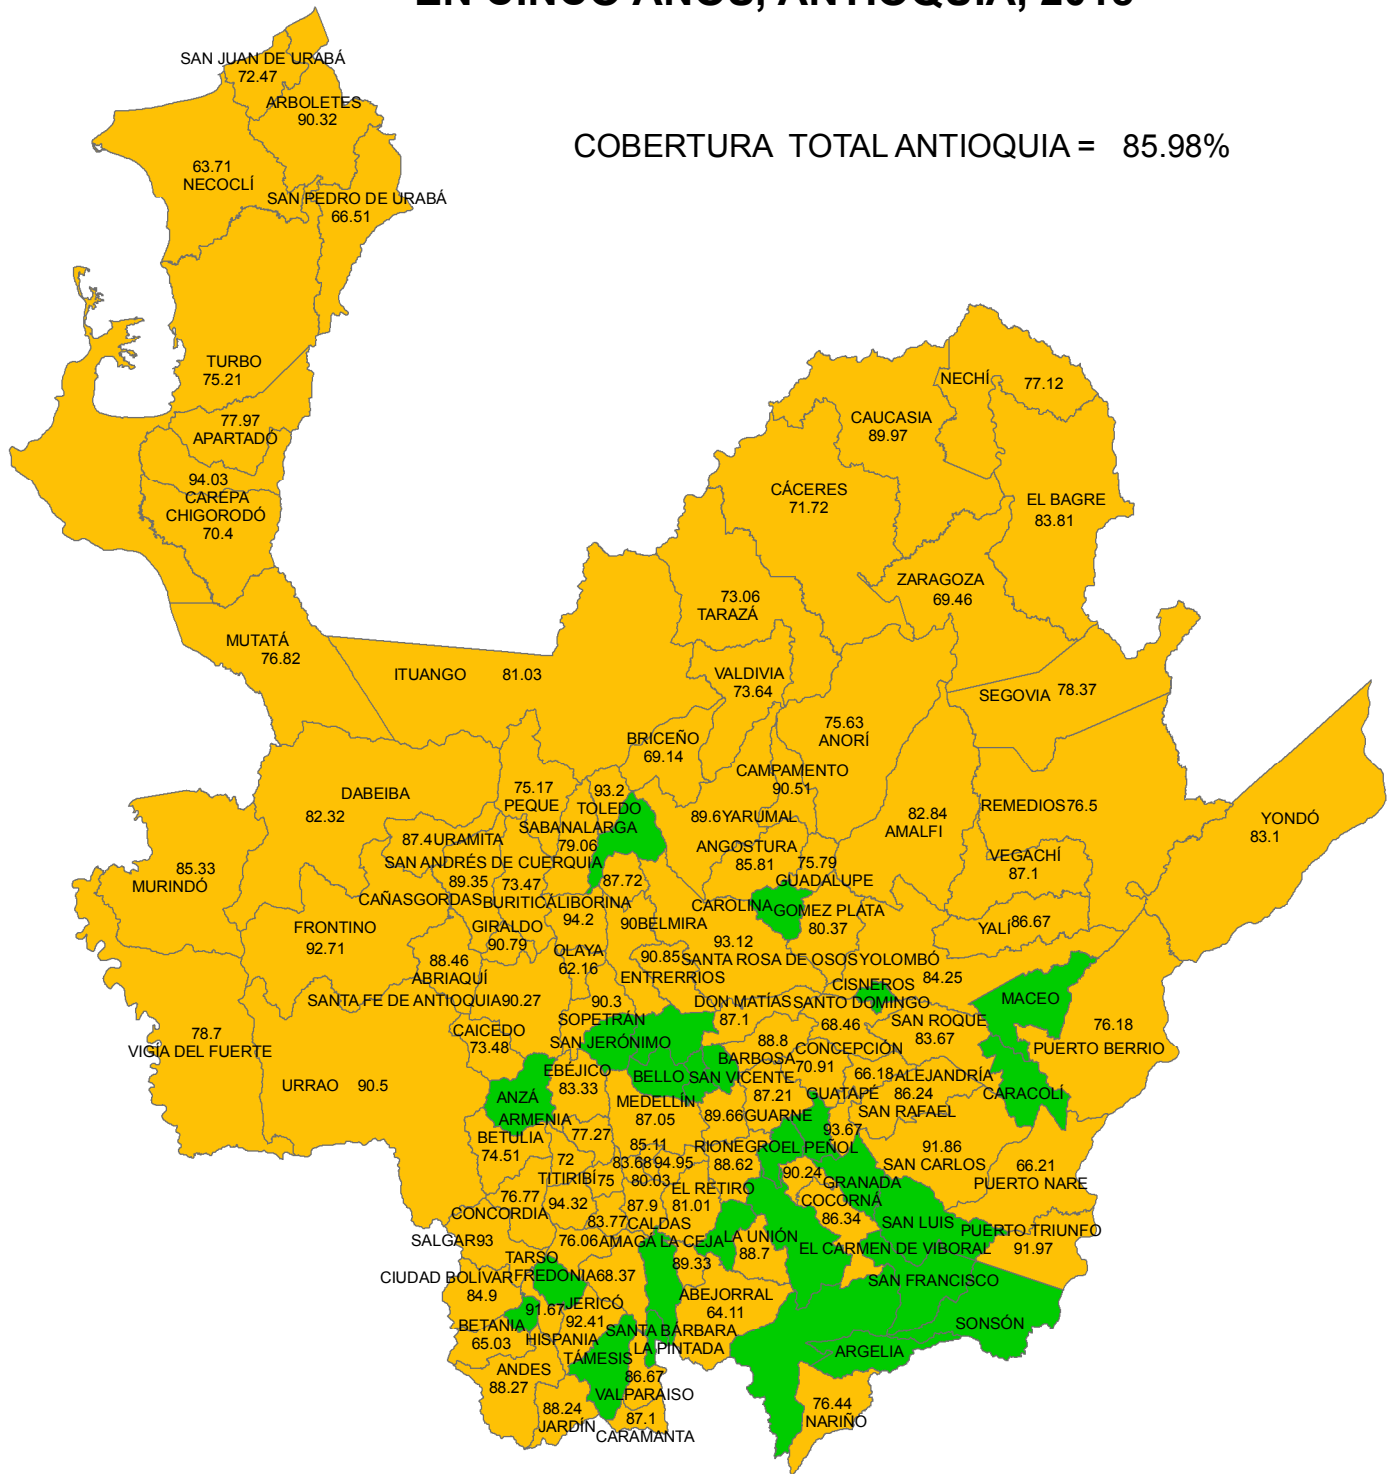 COBERTURA TOTAL ANTIOQUIA = 85.98%
SAN JUAN DE URABÁ
72.47
ARBOLETES
90.32
63.71
NECOCLÍ
SAN PEDRO DE URABÁ
66.51
TURBO
75.21
77.97
APARTADÓ
94.03
CAREPA
CHIGORODÓ
70.4
MUTATÁ
76.82
NECHÍ
77.12
CAUCASIA
89.97
CÁCERES
71.72
EL BAGRE
83.81
ZARAGOZA
69.46
73.06
TARAZÁ
ITUANGO 81.03
VALDIVIA
73.64
SEGOVIA 78.37
75.63
ANORÍ
BRICEÑO
69.14
CAMPAMENTO
90.51
DABEIBA
82.32
75.17
PEQUE
93.2
TOLEDO
SABANALARGA
79.06
89.6 YARUMAL
82.84
AMALFI
REMEDIOS 76.5
YONDÓ
83.1
87.4 URAMITA
ANGOSTURA
85.81
75.79
GUADALUPE
VEGACHÍ
87.1
85.33
MURINDÓ
SAN ANDRÉS DE CUERQUIA
89.35
73.47
87.72
CAÑASGORDAS
BURITICA
LIBORINA
94.2
CAROLINA
GOMEZ PLATA
80.37
FRONTINO
92.71
GIRALDO
90.79
90 BELMIRA
YALÍ 86.67
88.46
ABRIAQUÍ
OLAYA
62.16
93.12
90.85
SANTA ROSA DE OSOS
YOLOMBÓ
84.25
ENTRERRIOS
CISNEROS
SANTA FE DE ANTIOQUIA 90.27
90.3
SOPETRÁN
DON MATÍAS
87.1
SANTO DOMINGO
68.46
MACEO
SAN ROQUE
83.67
76.18
PUERTO BERRIO
78.7
VIGÍA DEL FUERTE
CAICEDO
73.48
SAN JERÓNIMO
88.8
BARBOSA
CONCEPCIÓN
70.91
URRAO 90.5
EBÉJICO
83.33
BELLO
SAN VICENTE
87.21
66.18 ALEJANDRÍA
86.24
CARACOLÍ
ANZÁ
ARMENIA
MEDELLÍN
87.05
89.66 GUARNE
GUATAPÉ
SAN RAFAEL
93.67
BETULIA
74.51
77.27
85.11
RIONEGRO
88.62
EL PEÑOL
91.86
SAN CARLOS
72
83.68
94.95
90.24
66.21
PUERTO NARE
TITIRIBÍ
75
80.03
EL RETIRO
81.01
GRANADA
COCORNÁ
86.34
76.77
CONCORDIA
94.32
87.9
CALDAS
83.77
SAN LUIS
PUERTO TRIUNFO
91.97
SALGAR 93
76.06
AMAGÁ
LA CEJA
LA UNIÓN
88.7
EL CARMEN DE VIBORAL
TARSO
89.33
CIUDAD BOLÍVAR
84.9
FREDONIA 68.37
SAN FRANCISCO
91.67
JERICÓ
92.41
ABEJORRAL
64.11
BETANIA
65.03
HISPANIA
SANTA BÁRBARA
LA PINTADA
SONSÓN
TÁMESIS
ARGELIA
ANDES
88.27
86.67
VALPARAISO
88.24
JARDÍN
87.1
CARAMANTA
76.44
NARIÑO